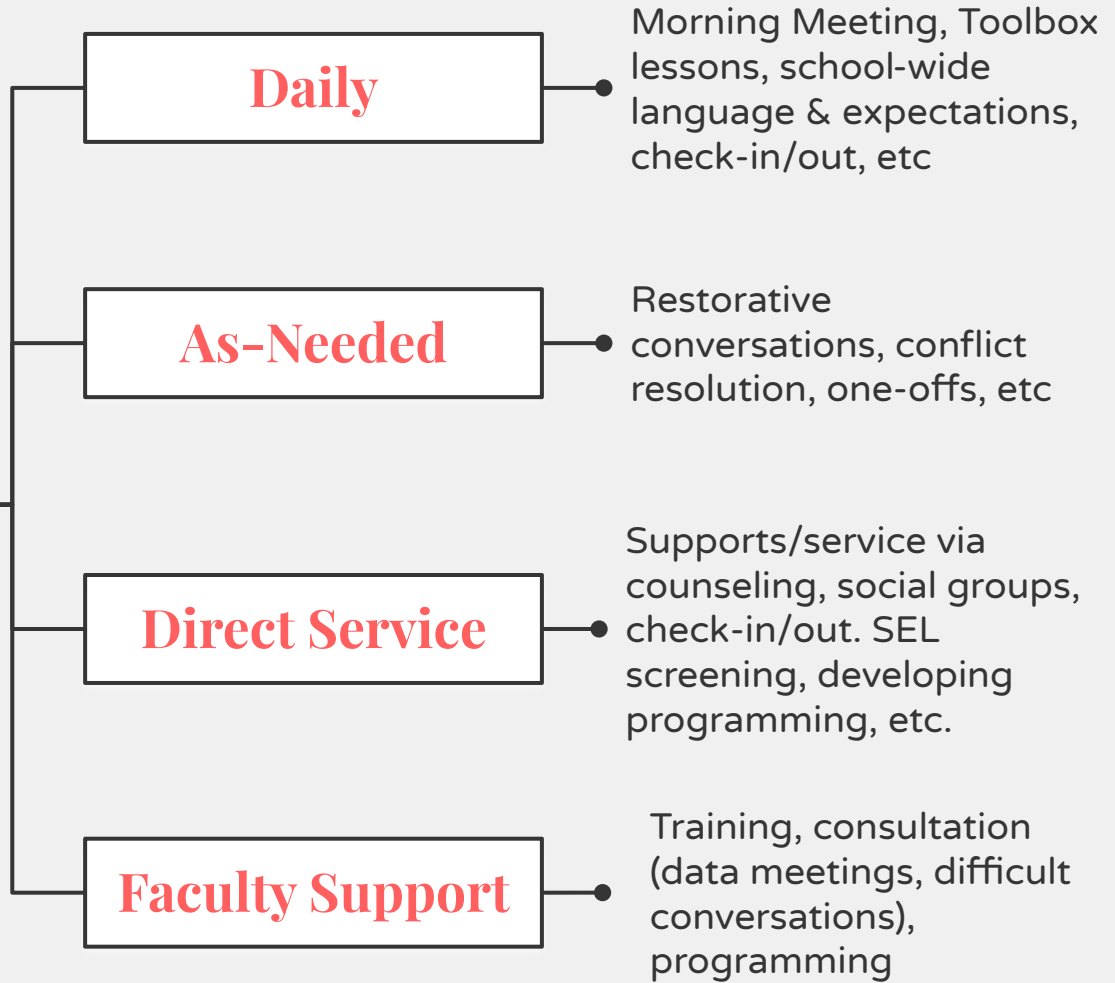 Daily
Morning Meeting, Toolbox
lessons, school-wide
language & expectations,
check-in/out, etc
As-Needed
Restorative
conversations, conflict
resolution, one-offs, etc
Direct Service
Supports/service via
counseling, social groups,
check-in/out. SEL
screening, developing
programming, etc.
Faculty Support
Training, consultation
(data meetings, difficult
conversations),
programming